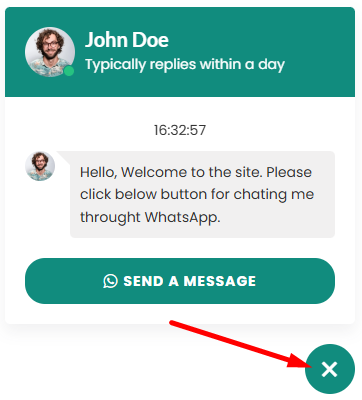 John Doe
Typically replies within a day
16:32:57
Hello, Welcome to the site. Please
click below button for chating me
throught WhatsApp.
SEND A MESSAGE